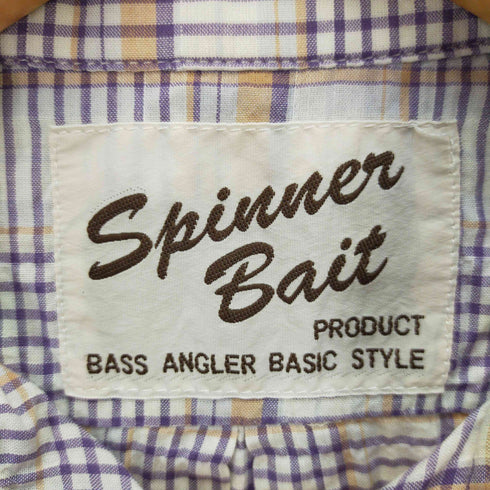 Spinner
Bait
PRODUCT
BASS ANGLER BASIC STYLE